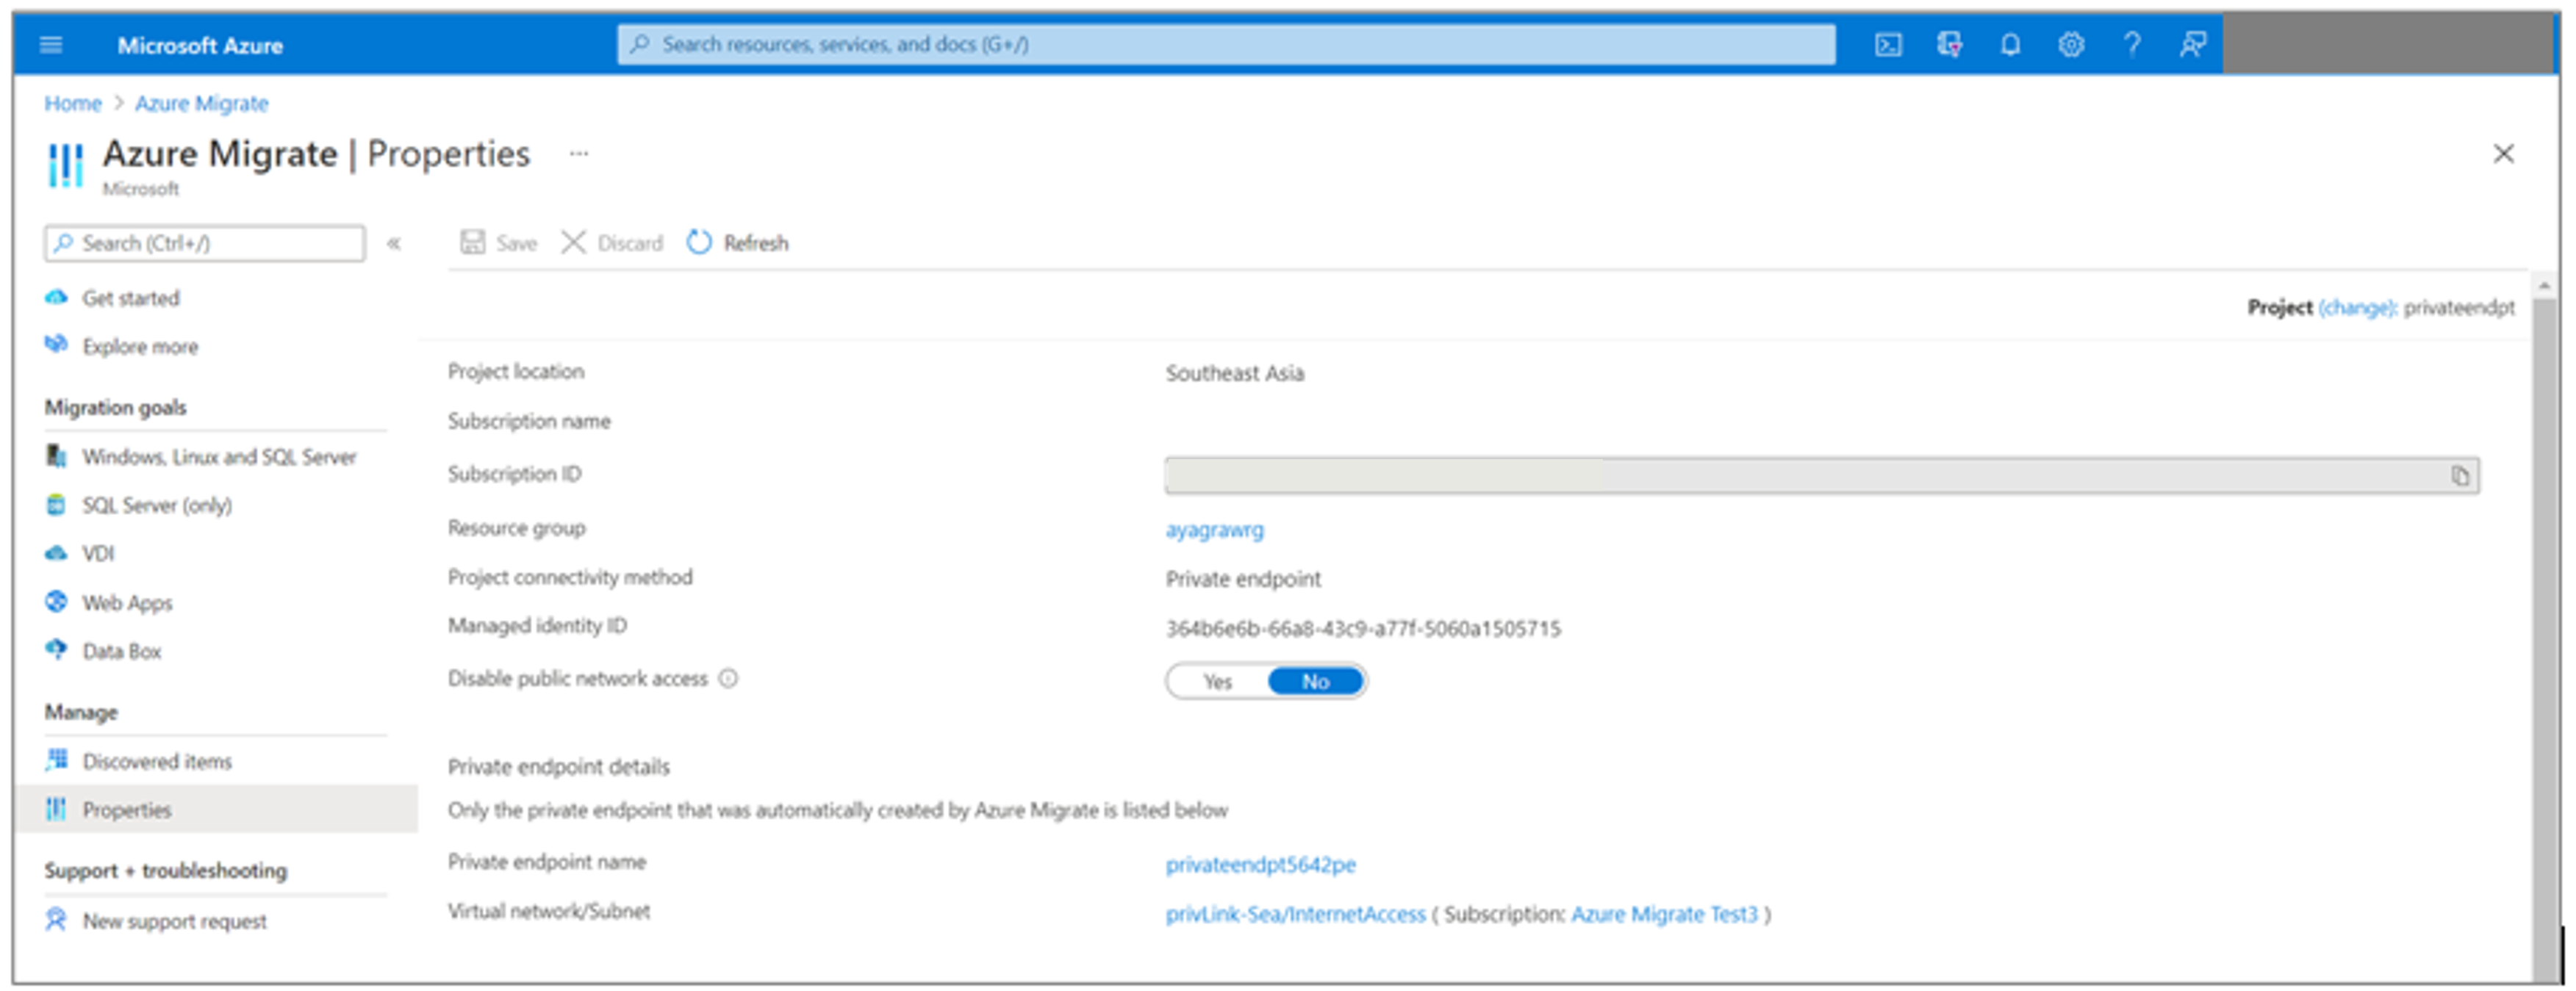 Microsoft Azure
Search resources, services, and docs (G+/)
Home > Azure Migrate
Azure Migrate | Properties ...
Microsoft
Search (Ctrl+/) «
Save Discard Refresh
Get started
Explore more
Migration goals
Windows, Linux and SQL Server
SQL Server (only)
VDI
Web Apps
Data Box
Manage
Discovered items
Properties
Support + troubleshooting
New support request
Project (change): privateendpt
Project location Southeast Asia
Subscription name
Subscription ID
Resource group ayagrawrg
Project connectivity method Private endpoint
Managed identity ID 364b6e6b-66a8-43c9-a77f-5060a1505715
Disable public network access Yes No
Private endpoint details
Only the private endpoint that was automatically created by Azure Migrate is listed below
Private endpoint name privateendpt5642pe
Virtual network/Subnet privLink-Sea/InternetAccess ( Subscription: Azure Migrate Test3 )